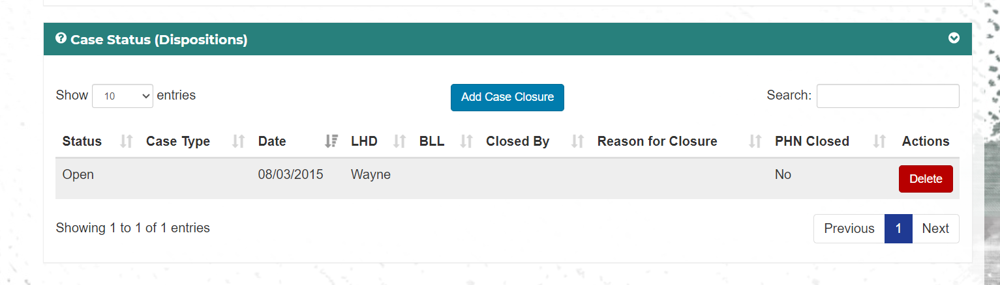 Case Status (Dispositions)
Show 10 entries Add Case Closure Search:
Status Case Type Date LHD BLL Closed By Reason for Closure PHN Closed Actions
Open 08/03/2015 Wayne No Delete
Showing 1 to 1 of 1 entries Previous 1 Next